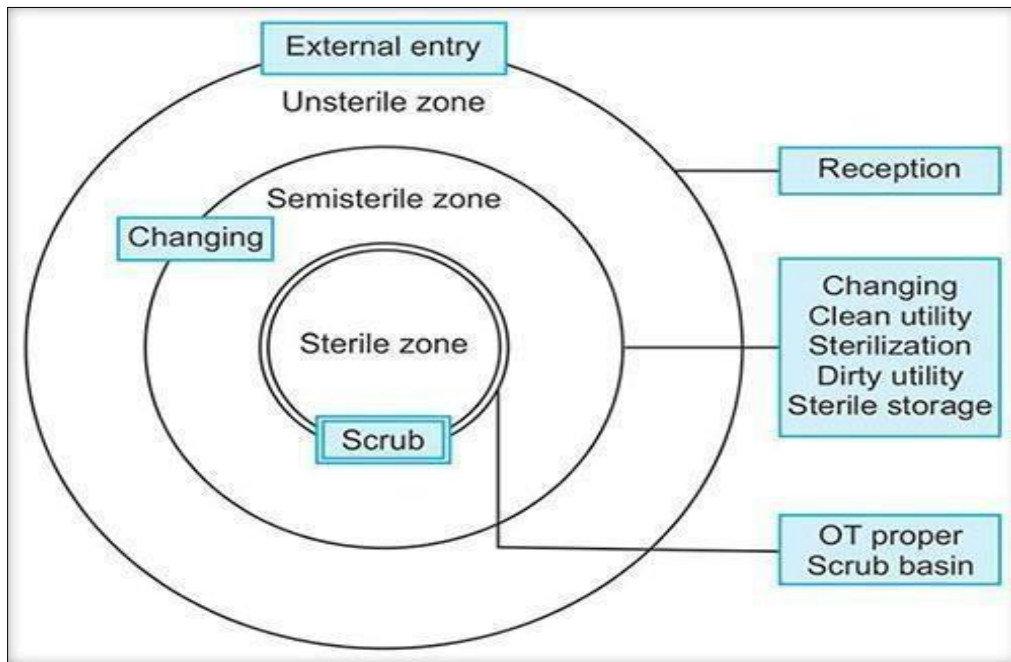 External entry
Unsterile zone
Reception
Semisterile zone
Changing
Changing
Clean utility
Sterilization
Dirty utility
Sterile storage
Sterile zone
Scrub
OT proper
Scrub basin